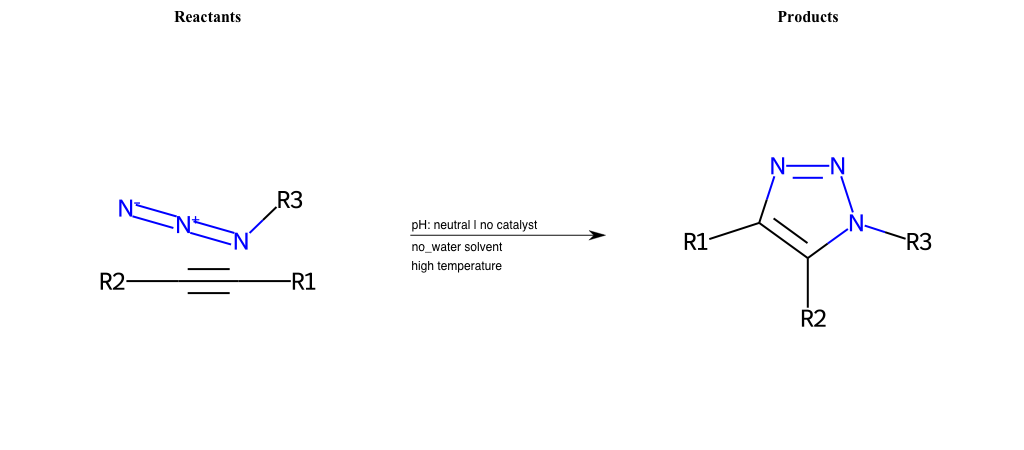 Reactants
Products
N N
N- N+ R3
N
R1 R3
N
R2 R1
R2
pH: neutral | no catalyst
no_water solvent
high temperature